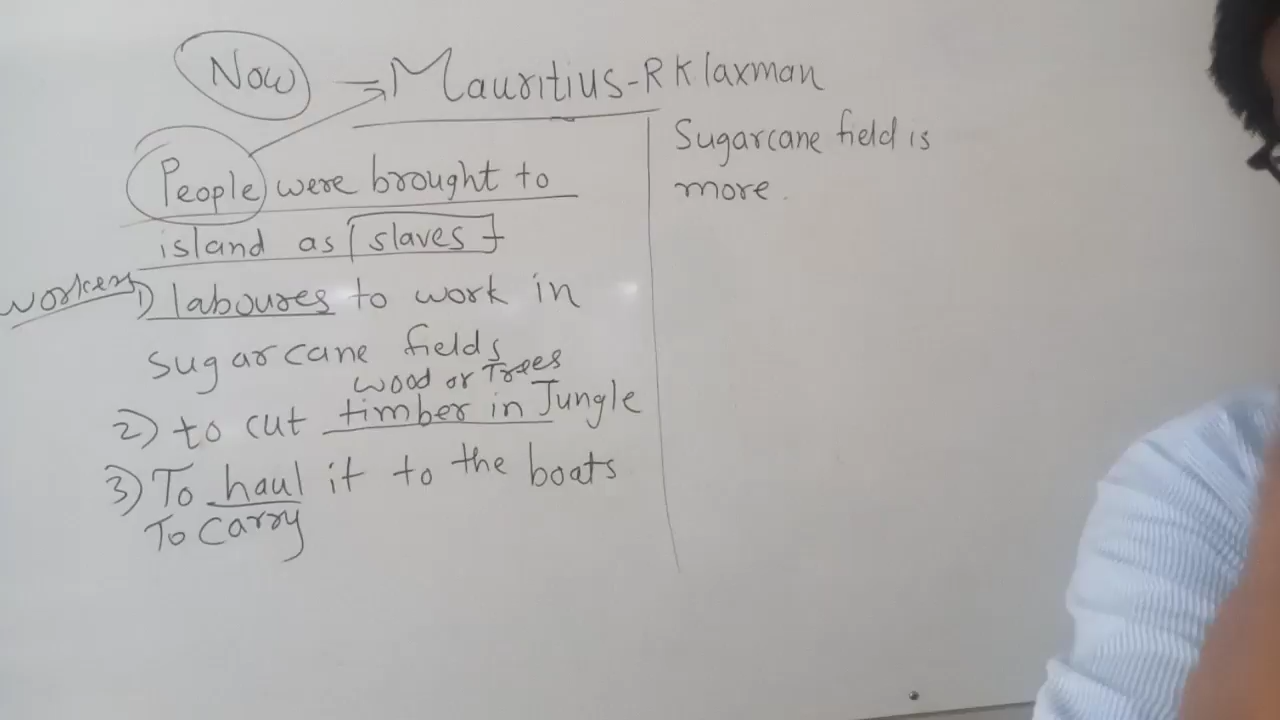 Now → Mauritius - R K laxman
People were brought to
island as [slaves]
workers
1) laboures to work in
sugarcane fields
wood or Trees
2) to cut timber in Jungle
3) To haul it to the boats
To carry
Sugarcane field is
more.